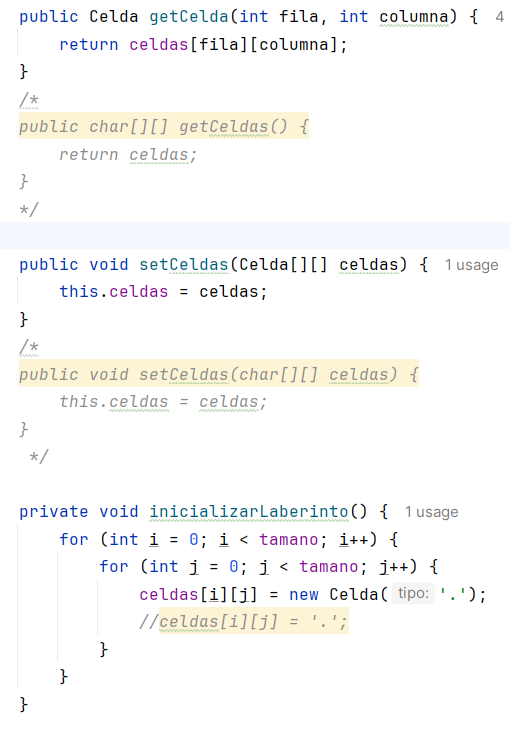 public Celda getCelda(int fila, int columna) { 4
    return celdas[fila][columna];
}
/*
public char[][] getCeldas() {
    return celdas;
}
*/

public void setCeldas(Celda[][] celdas) { 1 usage
    this.celdas = celdas;
}
/*
public void setCeldas(char[][] celdas) {
    this.celdas = celdas;
}
 */

private void inicializarLaberinto() { 1 usage
    for (int i = 0; i < tamano; i++) {
        for (int j = 0; j < tamano; j++) {
            celdas[i][j] = new Celda( tipo: '.');
            //celdas[i][j] = '.';
        }
    }
}